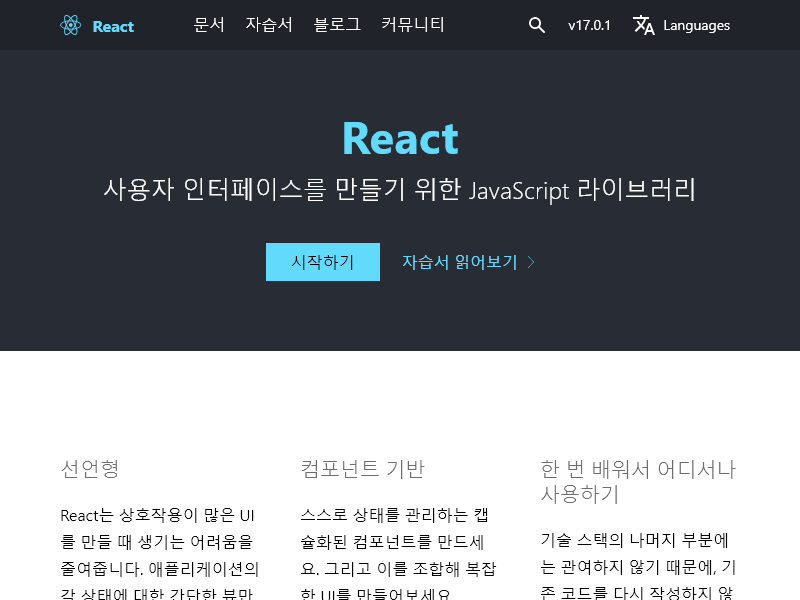 React 문서 자습서 블로그 커뮤니티 v17.0.1 Languages
React
사용자 인터페이스를 만들기 위한 JavaScript 라이브러리
시작하기 자습서 읽어보기
선언형
React는 상호작용이 많은 UI
를 만들 때 생기는 어려움을
줄여줍니다. 애플리케이션의
각 상태에 대한 간단한 뷰만
컴포넌트 기반
스스로 상태를 관리하는 캡
슐화된 컴포넌트를 만드세
요. 그리고 이를 조합해 복잡
한 UI를 만들어보세요
한 번 배워서 어디서나
사용하기
기술 스택의 나머지 부분에
는 관여하지 않기 때문에, 기
존 코드를 다시 작성하지 않